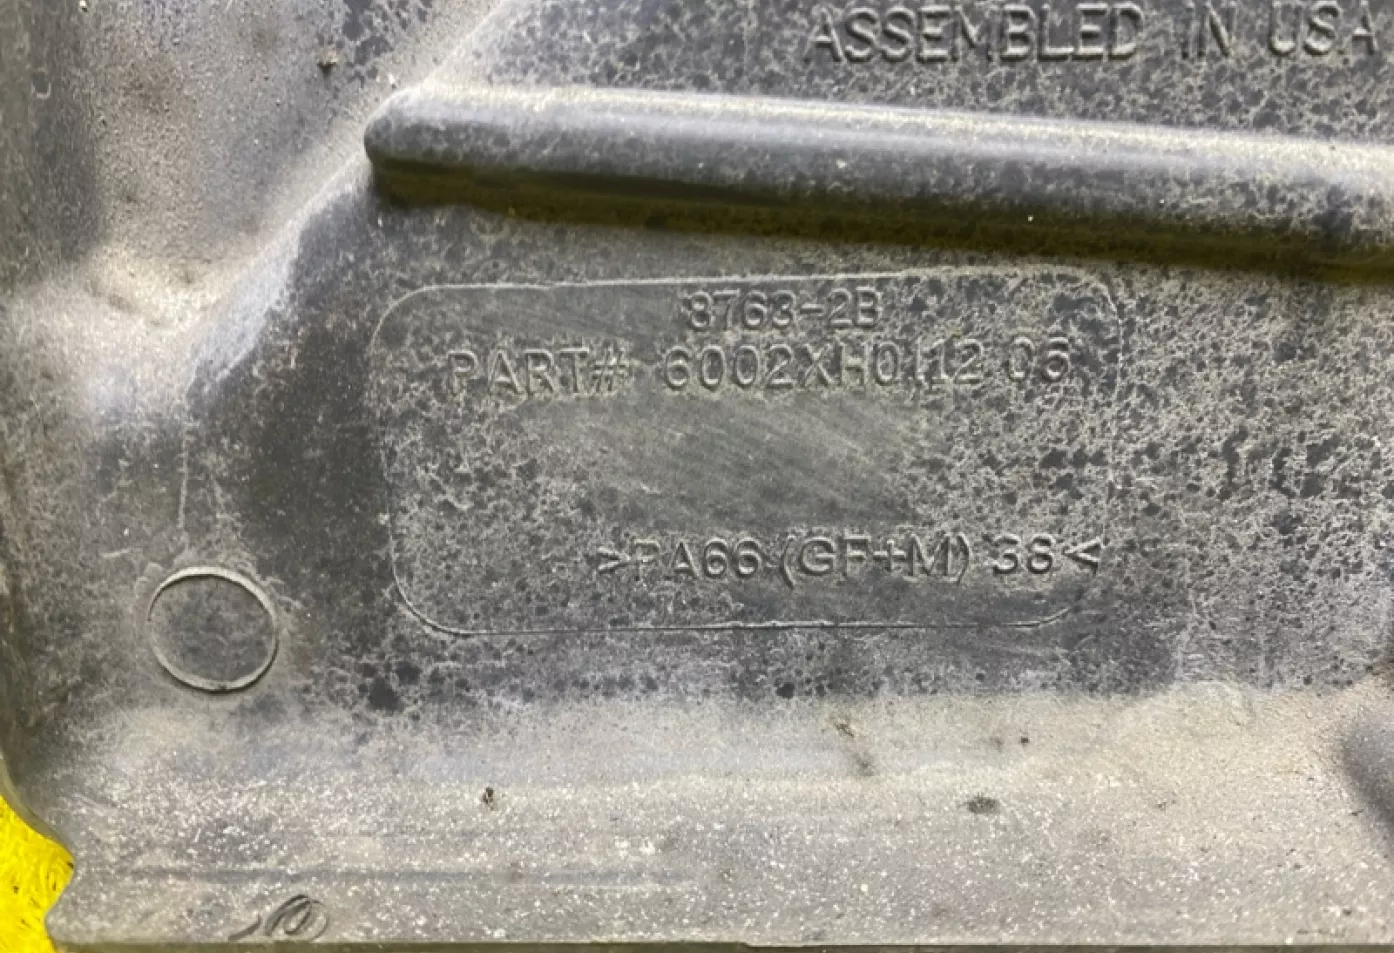 ASSEMBLED IN USA
8763-2B
PART# 6002XH0112 06
>PA66 (GF+M) 38<